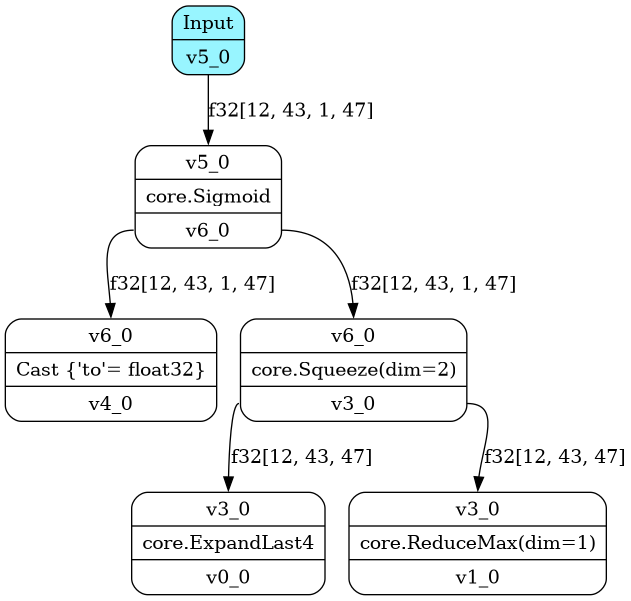 Input
v5_0
f32[12, 43, 1, 47]
v5_0
core.Sigmoid
v6_0
f32[12, 43, 1, 47]
f32[12, 43, 1, 47]
v6_0
Cast {'to'= float32}
v4_0
v6_0
core.Squeeze(dim=2)
v3_0
f32[12, 43, 47]
f32[12, 43, 47]
v3_0
core.ExpandLast4
v0_0
v3_0
core.ReduceMax(dim=1)
v1_0